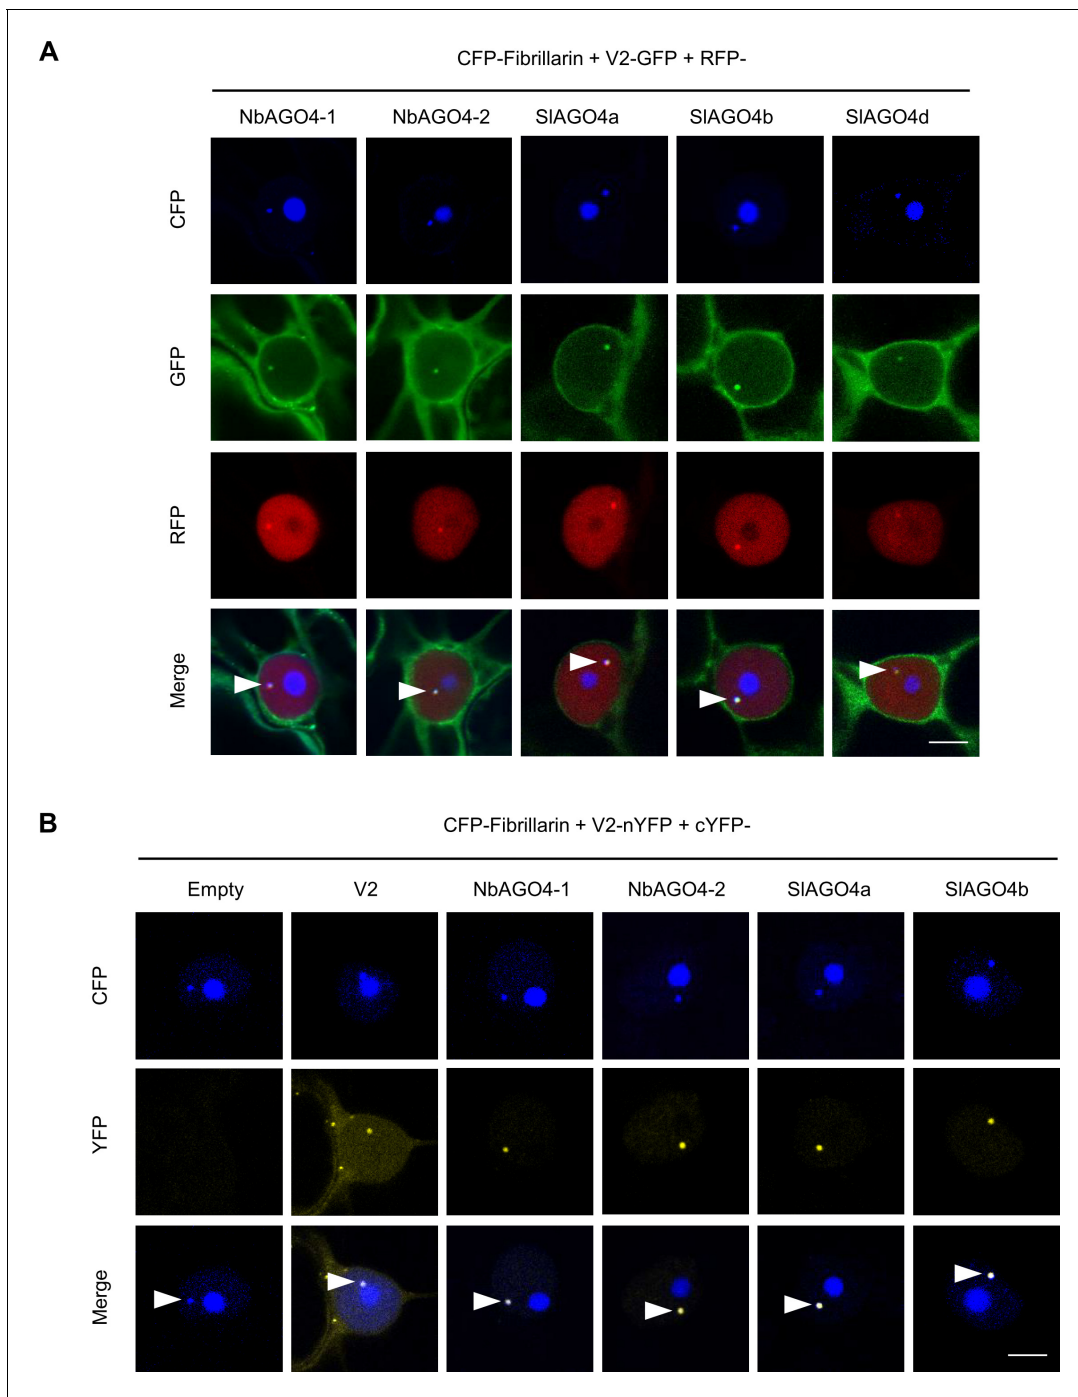 A
CFP-Fibrillarin + V2-GFP + RFP-
NbAGO4-1 NbAGO4-2 SlAGO4a SlAGO4b SlAGO4d
CFP
GFP
RFP
Merge
B
CFP-Fibrillarin + V2-nYFP + cYFP-
Empty V2 NbAGO4-1 NbAGO4-2 SlAGO4a SlAGO4b
CFP
YFP
Merge